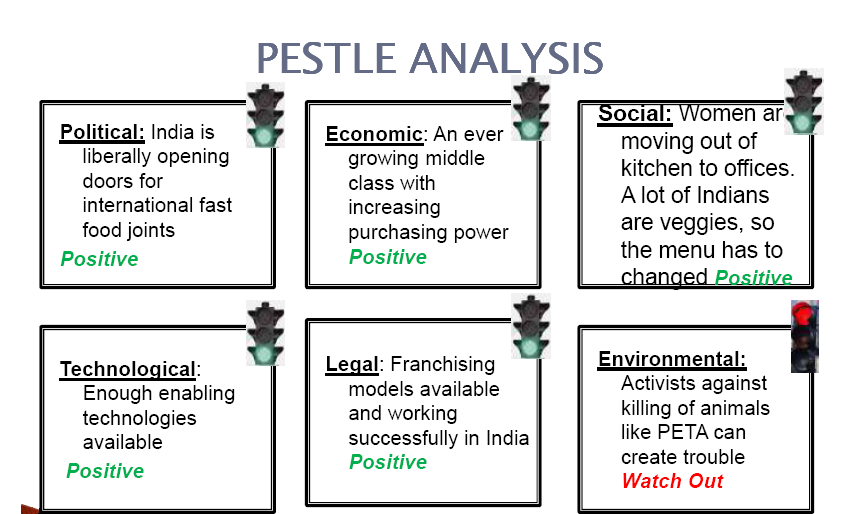 PESTLE ANALYSIS
Political: India is
liberally opening
doors for
international fast
food joints
Positive
Economic: An ever
growing middle
class with
increasing
purchasing power
Positive
Social: Women ar
moving out of
kitchen to offices.
A lot of Indians
are veggies, so
the menu has to
changed Positive
Technological:
Enough enabling
technologies
available
Positive
Legal: Franchising
models available
and working
successfully in India
Positive
Environmental:
Activists against
killing of animals
like PETA can
create trouble
Watch Out